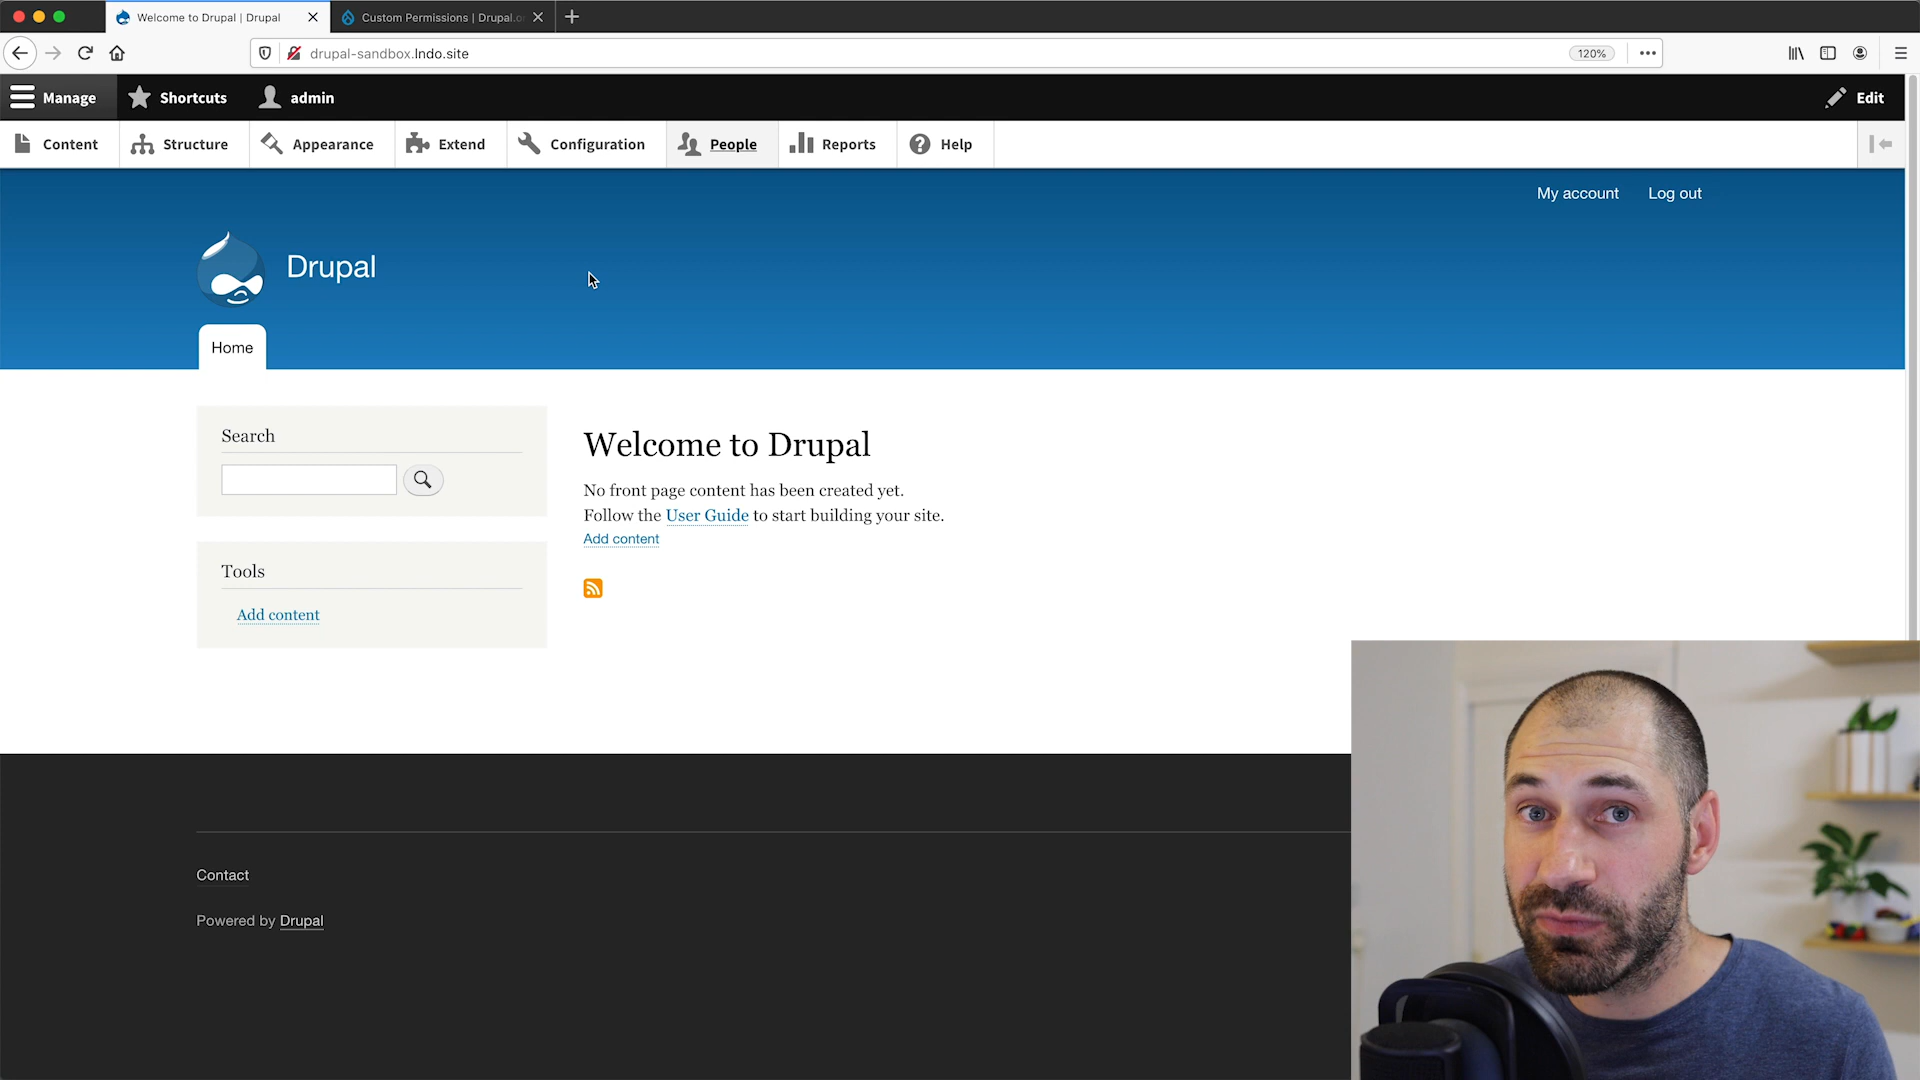 Welcome to Drupal | Drupal
Custom Permissions | Drupal.o
drupal-sandbox.lndo.site
120%
Manage
Shortcuts
admin
Edit
Content
Structure
Appearance
Extend
Configuration
People
Reports
Help
My account
Log out
Drupal
Home
Search
Welcome to Drupal
No front page content has been created yet.
Follow the User Guide to start building your site.
Add content
Tools
Add content
Contact
Powered by Drupal